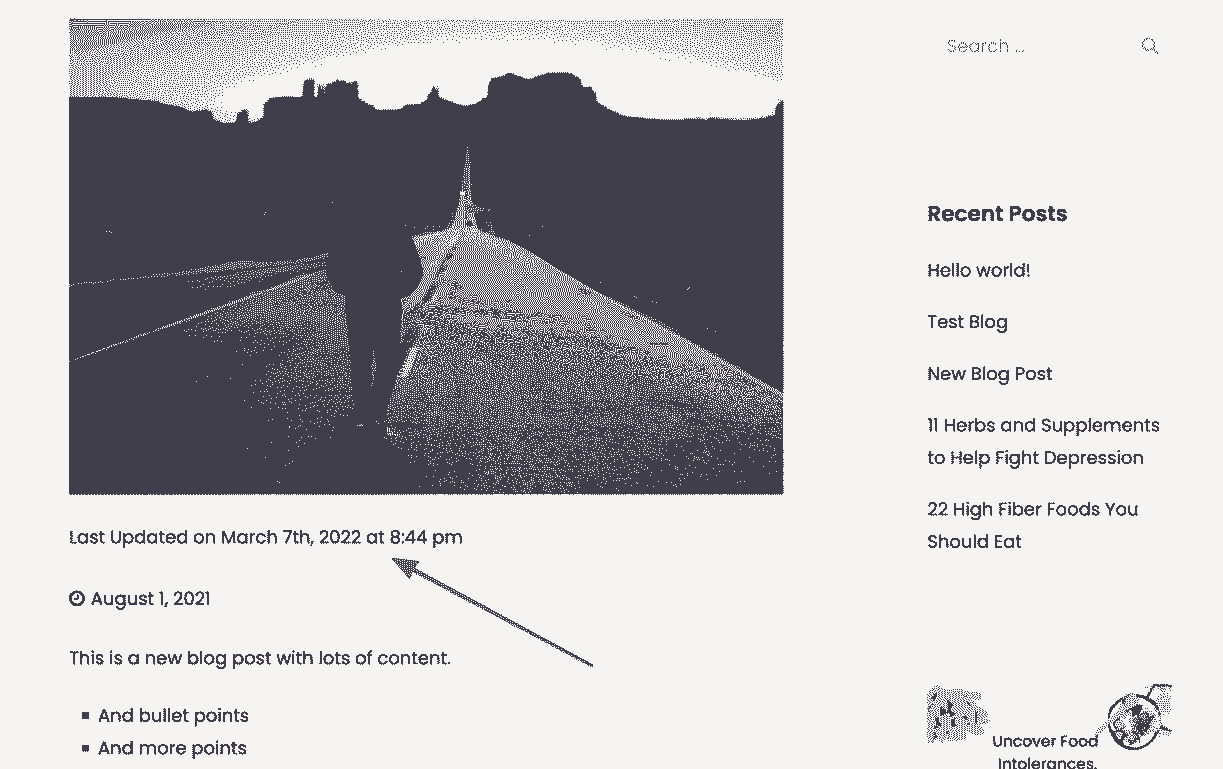 Search ...
Last Updated on March 7th, 2022 at 8:44 pm
August 1, 2021
This is a new blog post with lots of content.
And bullet points
And more points
Recent Posts
Hello world!
Test Blog
New Blog Post
11 Herbs and Supplements
to Help Fight Depression
22 High Fiber Foods You
Should Eat
Uncover Food
Intolerances.